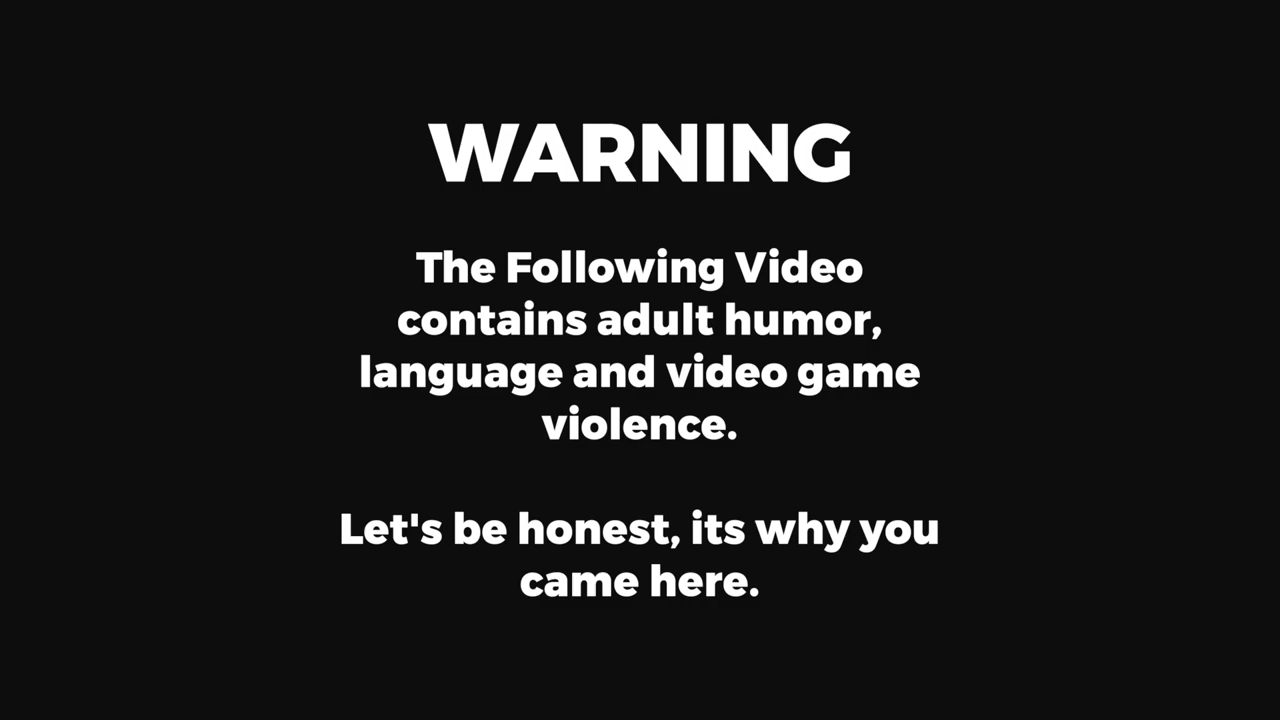 WARNING
The Following Video
contains adult humor,
language and video game
violence.
Let's be honest, its why you
came here.